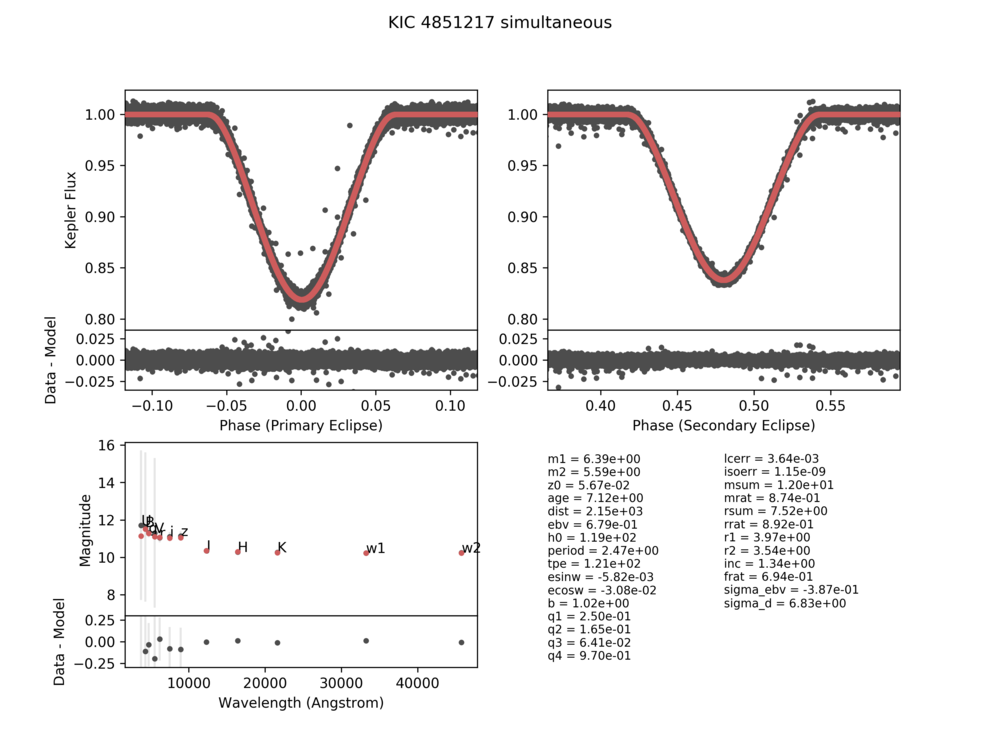 KIC 4851217 simultaneous
1.00
0.95
0.90
0.85
0.80
Kepler Flux
0.025
0.000
−0.025
Data - Model
−0.10
−0.05
0.00
0.05
0.10
Phase (Primary Eclipse)
1.00
0.95
0.90
0.85
0.80
0.025
0.000
−0.025
0.40
0.45
0.50
0.55
Phase (Secondary Eclipse)
16
14
12
10
8
Magnitude
i
z
J
H
K
w1
w2
0.25
0.00
−0.25
Data - Model
10000
20000
30000
40000
Wavelength (Angstrom)
m1 = 6.39e+00
m2 = 5.59e+00
z0 = 5.67e-02
age = 7.12e+00
dist = 2.15e+03
ebv = 6.79e-01
h0 = 1.19e+02
period = 2.47e+00
tpe = 1.21e+02
esinw = -5.82e-03
ecosw = -3.08e-02
b = 1.02e+00
q1 = 2.50e-01
q2 = 1.65e-01
q3 = 6.41e-02
q4 = 9.70e-01
lcerr = 3.64e-03
isoerr = 1.15e-09
msum = 1.20e+01
mrat = 8.74e-01
rsum = 7.52e+00
rrat = 8.92e-01
r1 = 3.97e+00
r2 = 3.54e+00
inc = 1.34e+00
frat = 6.94e-01
sigma_ebv = -3.87e-01
sigma_d = 6.83e+00